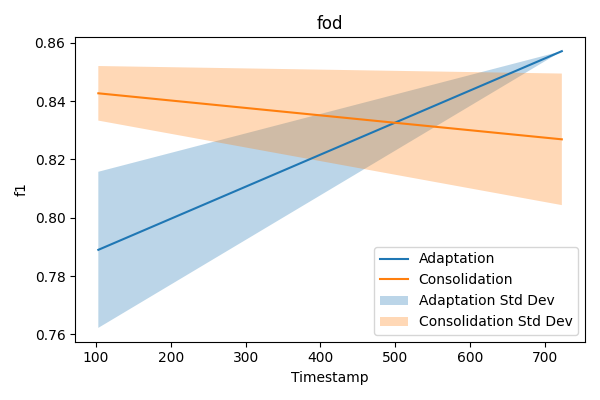 fod
f1
0.86
0.84
0.82
0.80
0.78
0.76
100 200 300 400 500 600 700
Timestamp
Adaptation
Consolidation
Adaptation Std Dev
Consolidation Std Dev